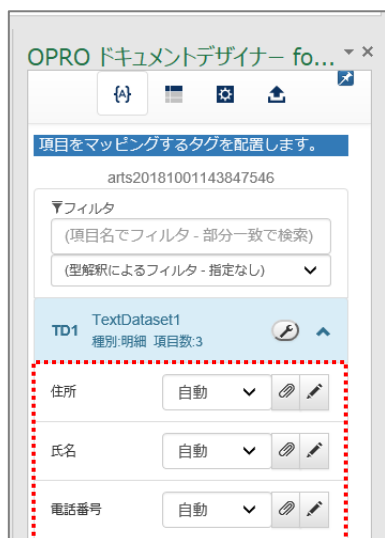 OPRO ドキュメントデザイナー fo...
{A}
項目をマッピングするタグを配置します。
arts20181001143847546
フィルタ
(項目名でフィルタ - 部分一致で検索)
(型解釈によるフィルタ - 指定なし)
TD1 TextDataset1
種別:明細 項目数:3
住所 自動
氏名 自動
電話番号 自動